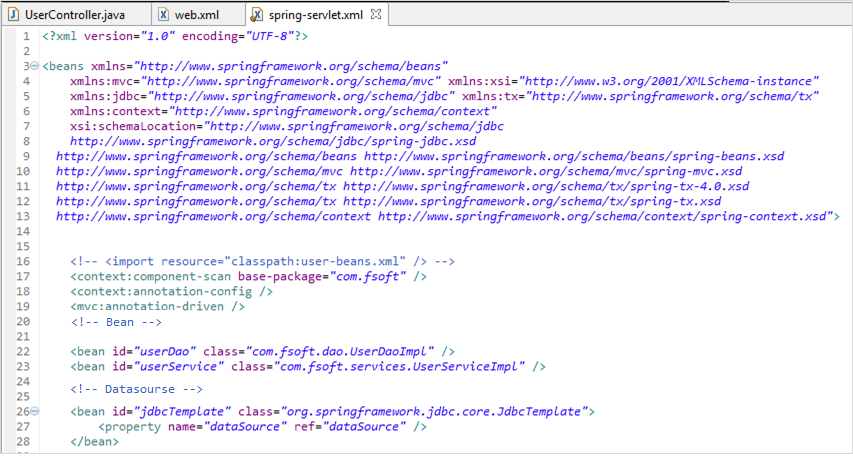 UserController.java web.xml spring-servlet.xml
1 <?xml version="1.0" encoding="UTF-8"?>
2
3 <beans xmlns="http://www.springframework.org/schema/beans"
4 xmlns:mvc="http://www.springframework.org/schema/mvc" xmlns:xsi="http://www.w3.org/2001/XMLSchema-instance"
5 xmlns:jdbc="http://www.springframework.org/schema/jdbc" xmlns:tx="http://www.springframework.org/schema/tx"
6 xmlns:context="http://www.springframework.org/schema/context"
7 xsi:schemaLocation="http://www.springframework.org/schema/jdbc
8 http://www.springframework.org/schema/jdbc/spring-jdbc.xsd
9 http://www.springframework.org/schema/beans http://www.springframework.org/schema/beans/spring-beans.xsd
10 http://www.springframework.org/schema/mvc http://www.springframework.org/schema/mvc/spring-mvc.xsd
11 http://www.springframework.org/schema/tx http://www.springframework.org/schema/tx/spring-tx-4.0.xsd
12 http://www.springframework.org/schema/tx http://www.springframework.org/schema/tx/spring-tx.xsd
13 http://www.springframework.org/schema/context http://www.springframework.org/schema/context/spring-context.xsd">
14
15
16 <!-- <import resource="classpath:user-beans.xml" /> -->
17 <context:component-scan base-package="com.fsoft" />
18 <context:annotation-config />
19 <mvc:annotation-driven />
20 <!-- Bean -->
21
22 <bean id="userDao" class="com.fsoft.dao.UserDaoImpl" />
23 <bean id="userService" class="com.fsoft.services.UserServiceImpl" />
24
25 <!-- Datasourse -->
26 <bean id="jdbcTemplate" class="org.springframework.jdbc.core.JdbcTemplate">
27 <property name="dataSource" ref="dataSource" />
28 </bean>